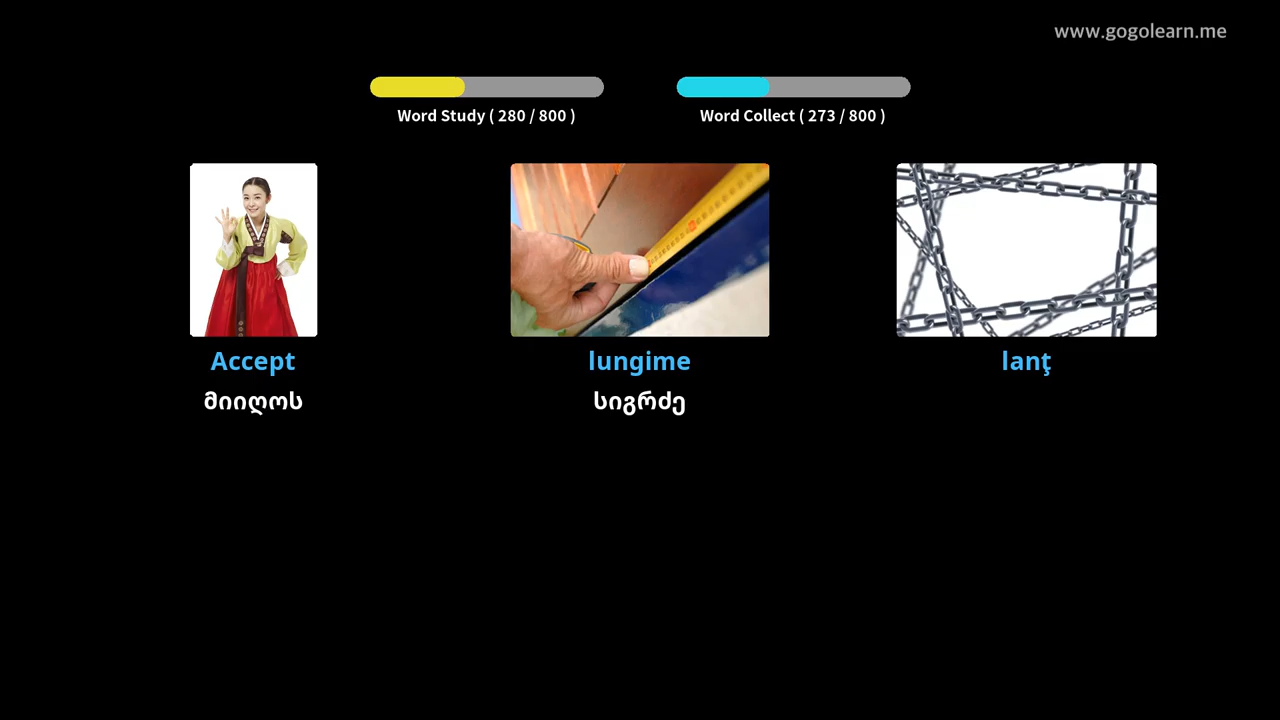 www.gogolearn.me
Word Study ( 280 / 800 )
Word Collect ( 273 / 800 )
Accept
lungime
lanţ
მიიღოს
სიგრძე